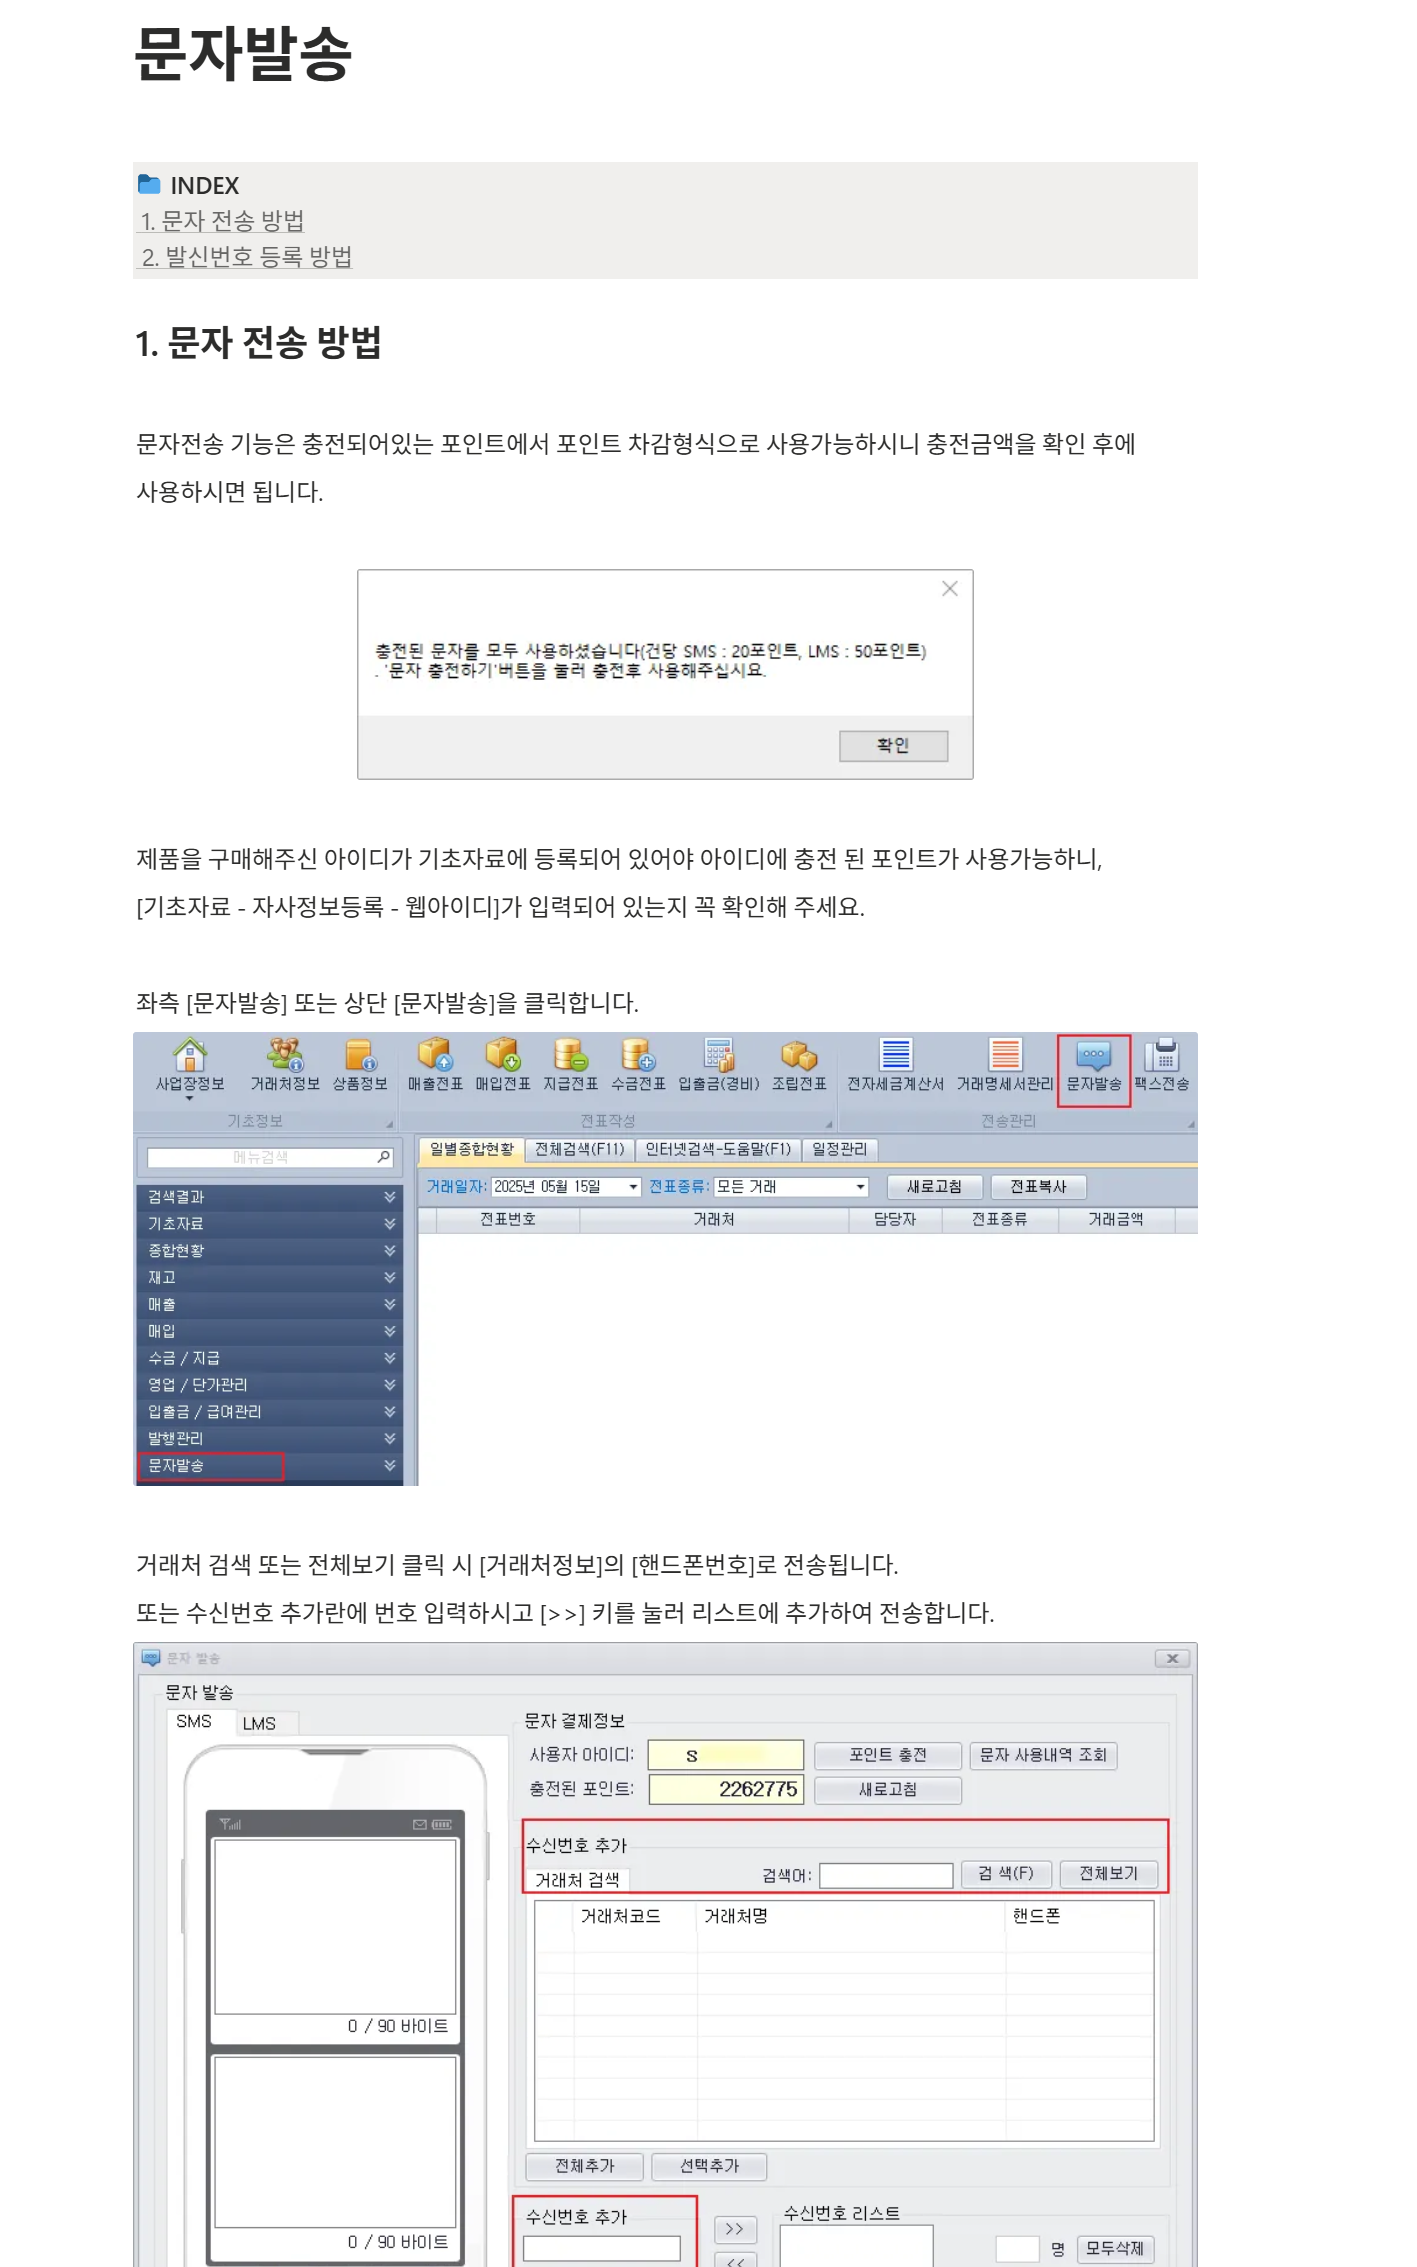 문자발송
INDEX
1. 문자 전송 방법
2. 발신번호 등록 방법
1. 문자 전송 방법
문자전송 기능은 충전되어있는 포인트에서 포인트 차감형식으로 사용가능하시니 충전금액을 확인 후에
사용하시면 됩니다.
충전된 문자를 모두 사용하셨습니다(건당 SMS : 20포인트, LMS : 50포인트)
. '문자 충전하기'버튼을 눌러 충전후 사용해주십시요.
확인
제품을 구매해주신 아이디가 기초자료에 등록되어 있어야 아이디에 충전 된 포인트가 사용가능하니,
[기초자료 - 자사정보등록 - 웹아이디]가 입력되어 있는지 꼭 확인해 주세요.
좌측 [문자발송] 또는 상단 [문자발송]을 클릭합니다.
사업장정보 거래처정보 상품정보 매출전표 매입전표 지급전표 수금전표 입출금(경비) 조립전표 전자세금계산서 거래명세서관리 문자발송 팩스전송
기초정보 전표작성 전송관리
메뉴검색
일별종합현황 전체검색(F11) 인터넷검색-도움말(F1) 일정관리
거래일자: 2025년 05월 15일 전표종류: 모든 거래 새로고침 전표복사
전표번호 거래처 담당자 전표종류 거래금액
검색결과
기초자료
종합현황
재고
매출
매입
수금 / 지급
영업 / 단가관리
입출금 / 급여관리
발행관리
문자발송
거래처 검색 또는 전체보기 클릭 시 [거래처정보]의 [핸드폰번호]로 전송됩니다.
또는 수신번호 추가란에 번호 입력하시고 [>>] 키를 눌러 리스트에 추가하여 전송합니다.
문자 발송
문자 발송
SMS LMS
문자 결제정보
사용자 아이디: s 포인트 충전 문자 사용내역 조회
충전된 포인트: 2262775 새로고침
수신번호 추가
거래처 검색 검색어: 검 색(F) 전체보기
거래처코드 거래처명 핸드폰
0 / 90 바이트
전체추가 선택추가
수신번호 추가 >> 수신번호 리스트
0 / 90 바이트
<< 명 모두삭제